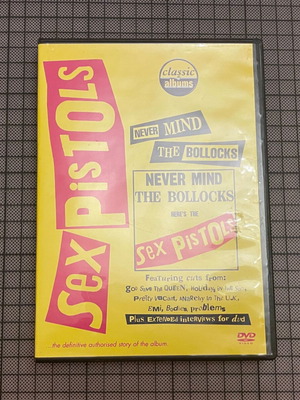 SEX PISTOLS
classic
albums
NEVER MIND
THE BOLLOCKS
NEVER MIND
THE BOLLOCKS
HERE'S THE
SEX PISTOLS
Featuring cuts from:
God Save The QUEEN, Holidays in the Sun,
Pretty Vacant, Anarchy in The U.K.,
EMI, Bodies, problems
Plus Extended interviews for dvd
DVD
the definitive authorised story of the album.